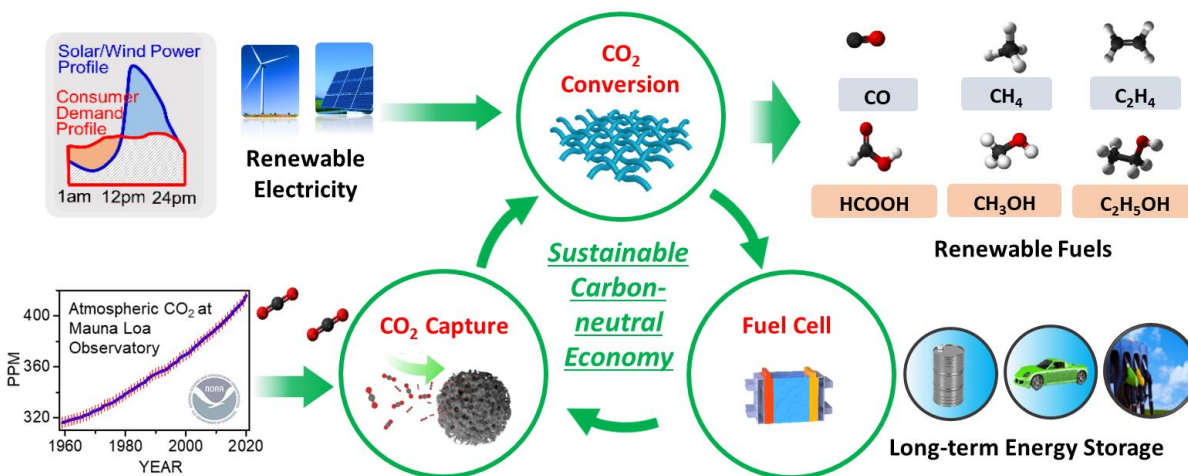 Solar/Wind Power
Profile
Consumer
Demand
Profile
1am 12pm 24pm
Renewable
Electricity
CO₂
Conversion
CO
CH₄
C₂H₄
HCOOH
CH₃OH
C₂H₅OH
Renewable Fuels
Sustainable
Carbon-
neutral
Economy
Atmospheric CO₂ at
Mauna Loa
Observatory
PPM
400
360
320
1960 1980 2000 2020
YEAR
NOAA
CO₂ Capture
Fuel Cell
Long-term Energy Storage